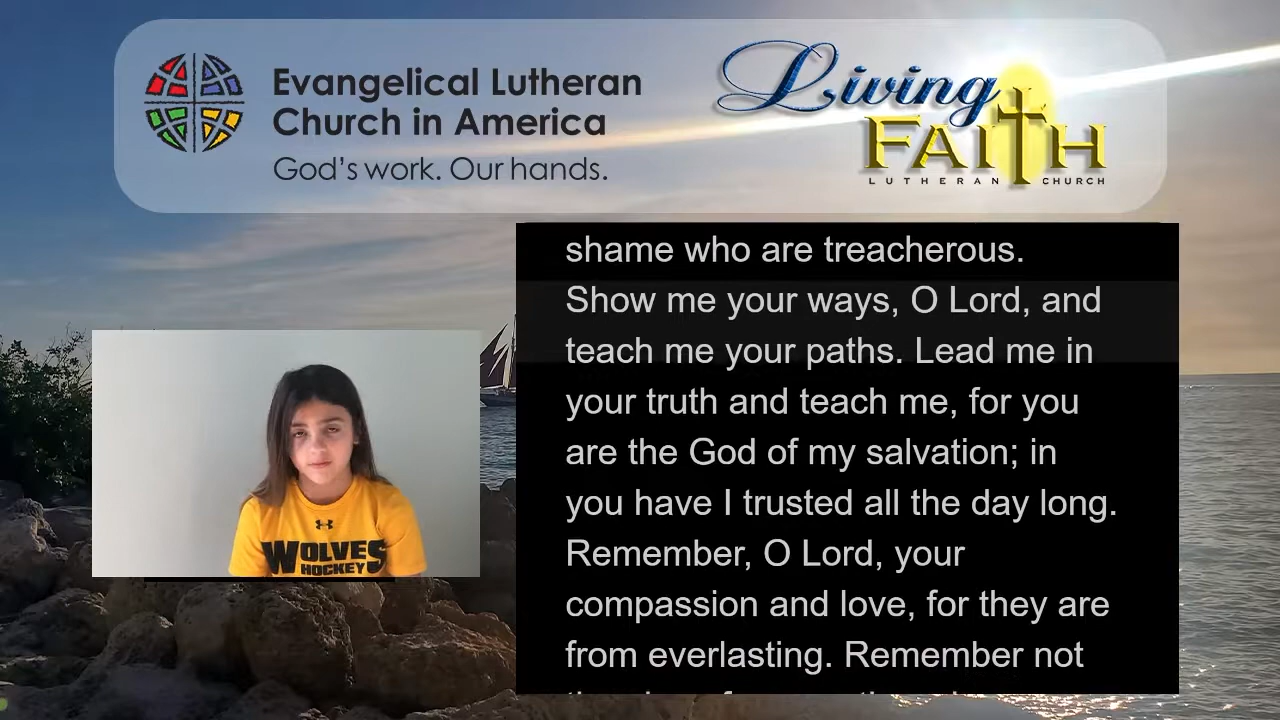 Evangelical Lutheran
Church in America
God's work. Our hands.
Living
FAITH
LUTHERAN CHURCH
shame who are treacherous.
Show me your ways, O Lord, and
teach me your paths. Lead me in
your truth and teach me, for you
are the God of my salvation; in
you have I trusted all the day long.
Remember, O Lord, your
compassion and love, for they are
from everlasting. Remember not
WOLVES
HOCKEY